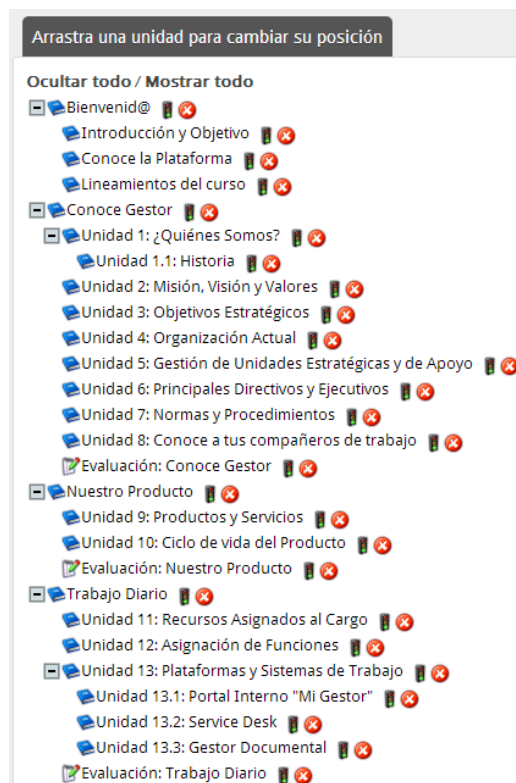 Arrastra una unidad para cambiar su posición
Ocultar todo / Mostrar todo
Bienvenid@
Introducción y Objetivo
Conoce la Plataforma
Lineamientos del curso
Conoce Gestor
Unidad 1: ¿Quiénes Somos?
Unidad 1.1: Historia
Unidad 2: Misión, Visión y Valores
Unidad 3: Objetivos Estratégicos
Unidad 4: Organización Actual
Unidad 5: Gestión de Unidades Estratégicas y de Apoyo
Unidad 6: Principales Directivos y Ejecutivos
Unidad 7: Normas y Procedimientos
Unidad 8: Conoce a tus compañeros de trabajo
Evaluación: Conoce Gestor
Nuestro Producto
Unidad 9: Productos y Servicios
Unidad 10: Ciclo de vida del Producto
Evaluación: Nuestro Producto
Trabajo Diario
Unidad 11: Recursos Asignados al Cargo
Unidad 12: Asignación de Funciones
Unidad 13: Plataformas y Sistemas de Trabajo
Unidad 13.1: Portal Interno "Mi Gestor"
Unidad 13.2: Service Desk
Unidad 13.3: Gestor Documental
Evaluación: Trabajo Diario